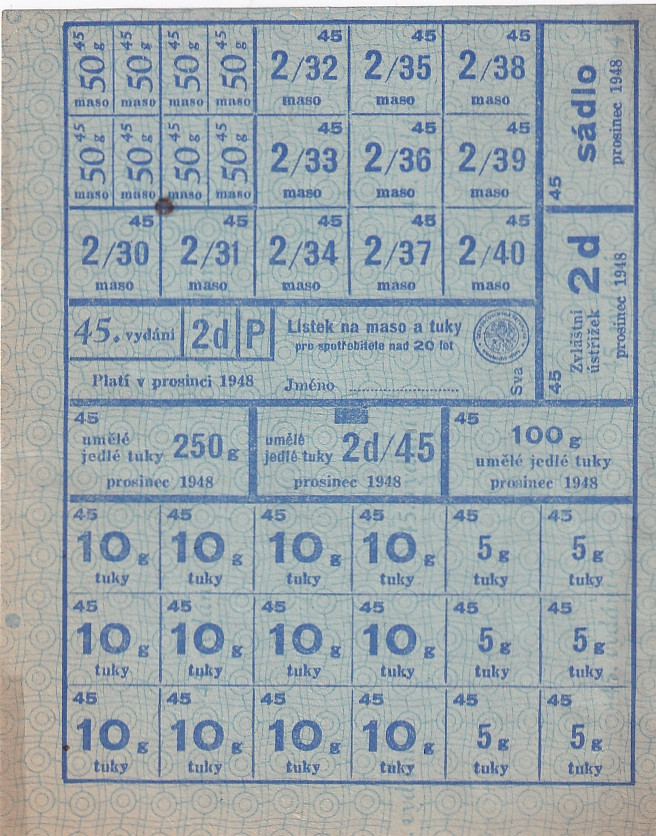 45 45 45 45 45 45 45
50 g 50 g 50 g 50 g 2/32 2/35 2/38
maso maso maso maso maso maso maso
45 45 45 45 45 45 45
50 g 50 g 50 g 50 g 2/33 2/36 2/39
maso maso maso maso maso maso maso
45 45 45 45 45
2/30 2/31 2/34 2/37 2/40
maso maso maso maso maso
45
sádlo
prosinec 1948
45
Zvláštní
ústřižek
2d
prosinec 1948
45. vydání 2d P
Lístek na maso a tuky
pro spotřebitele nad 20 let
Platí v prosinci 1948 Jméno
Sva
45
umělé
jedlé tuky 250 g
prosinec 1948
umělé
jedlé tuky 2d/45
prosinec 1948
45
100 g
umělé jedlé tuky
prosinec 1948
45 45 45 45 45 45
10 g 10 g 10 g 10 g 5 g 5 g
tuky tuky tuky tuky tuky tuky
45 45 45 45 45 45
10 g 10 g 10 g 10 g 5 g 5 g
tuky tuky tuky tuky tuky tuky
45 45 45 45 45 45
10 g 10 g 10 g 10 g 5 g 5 g
tuky tuky tuky tuky tuky tuky